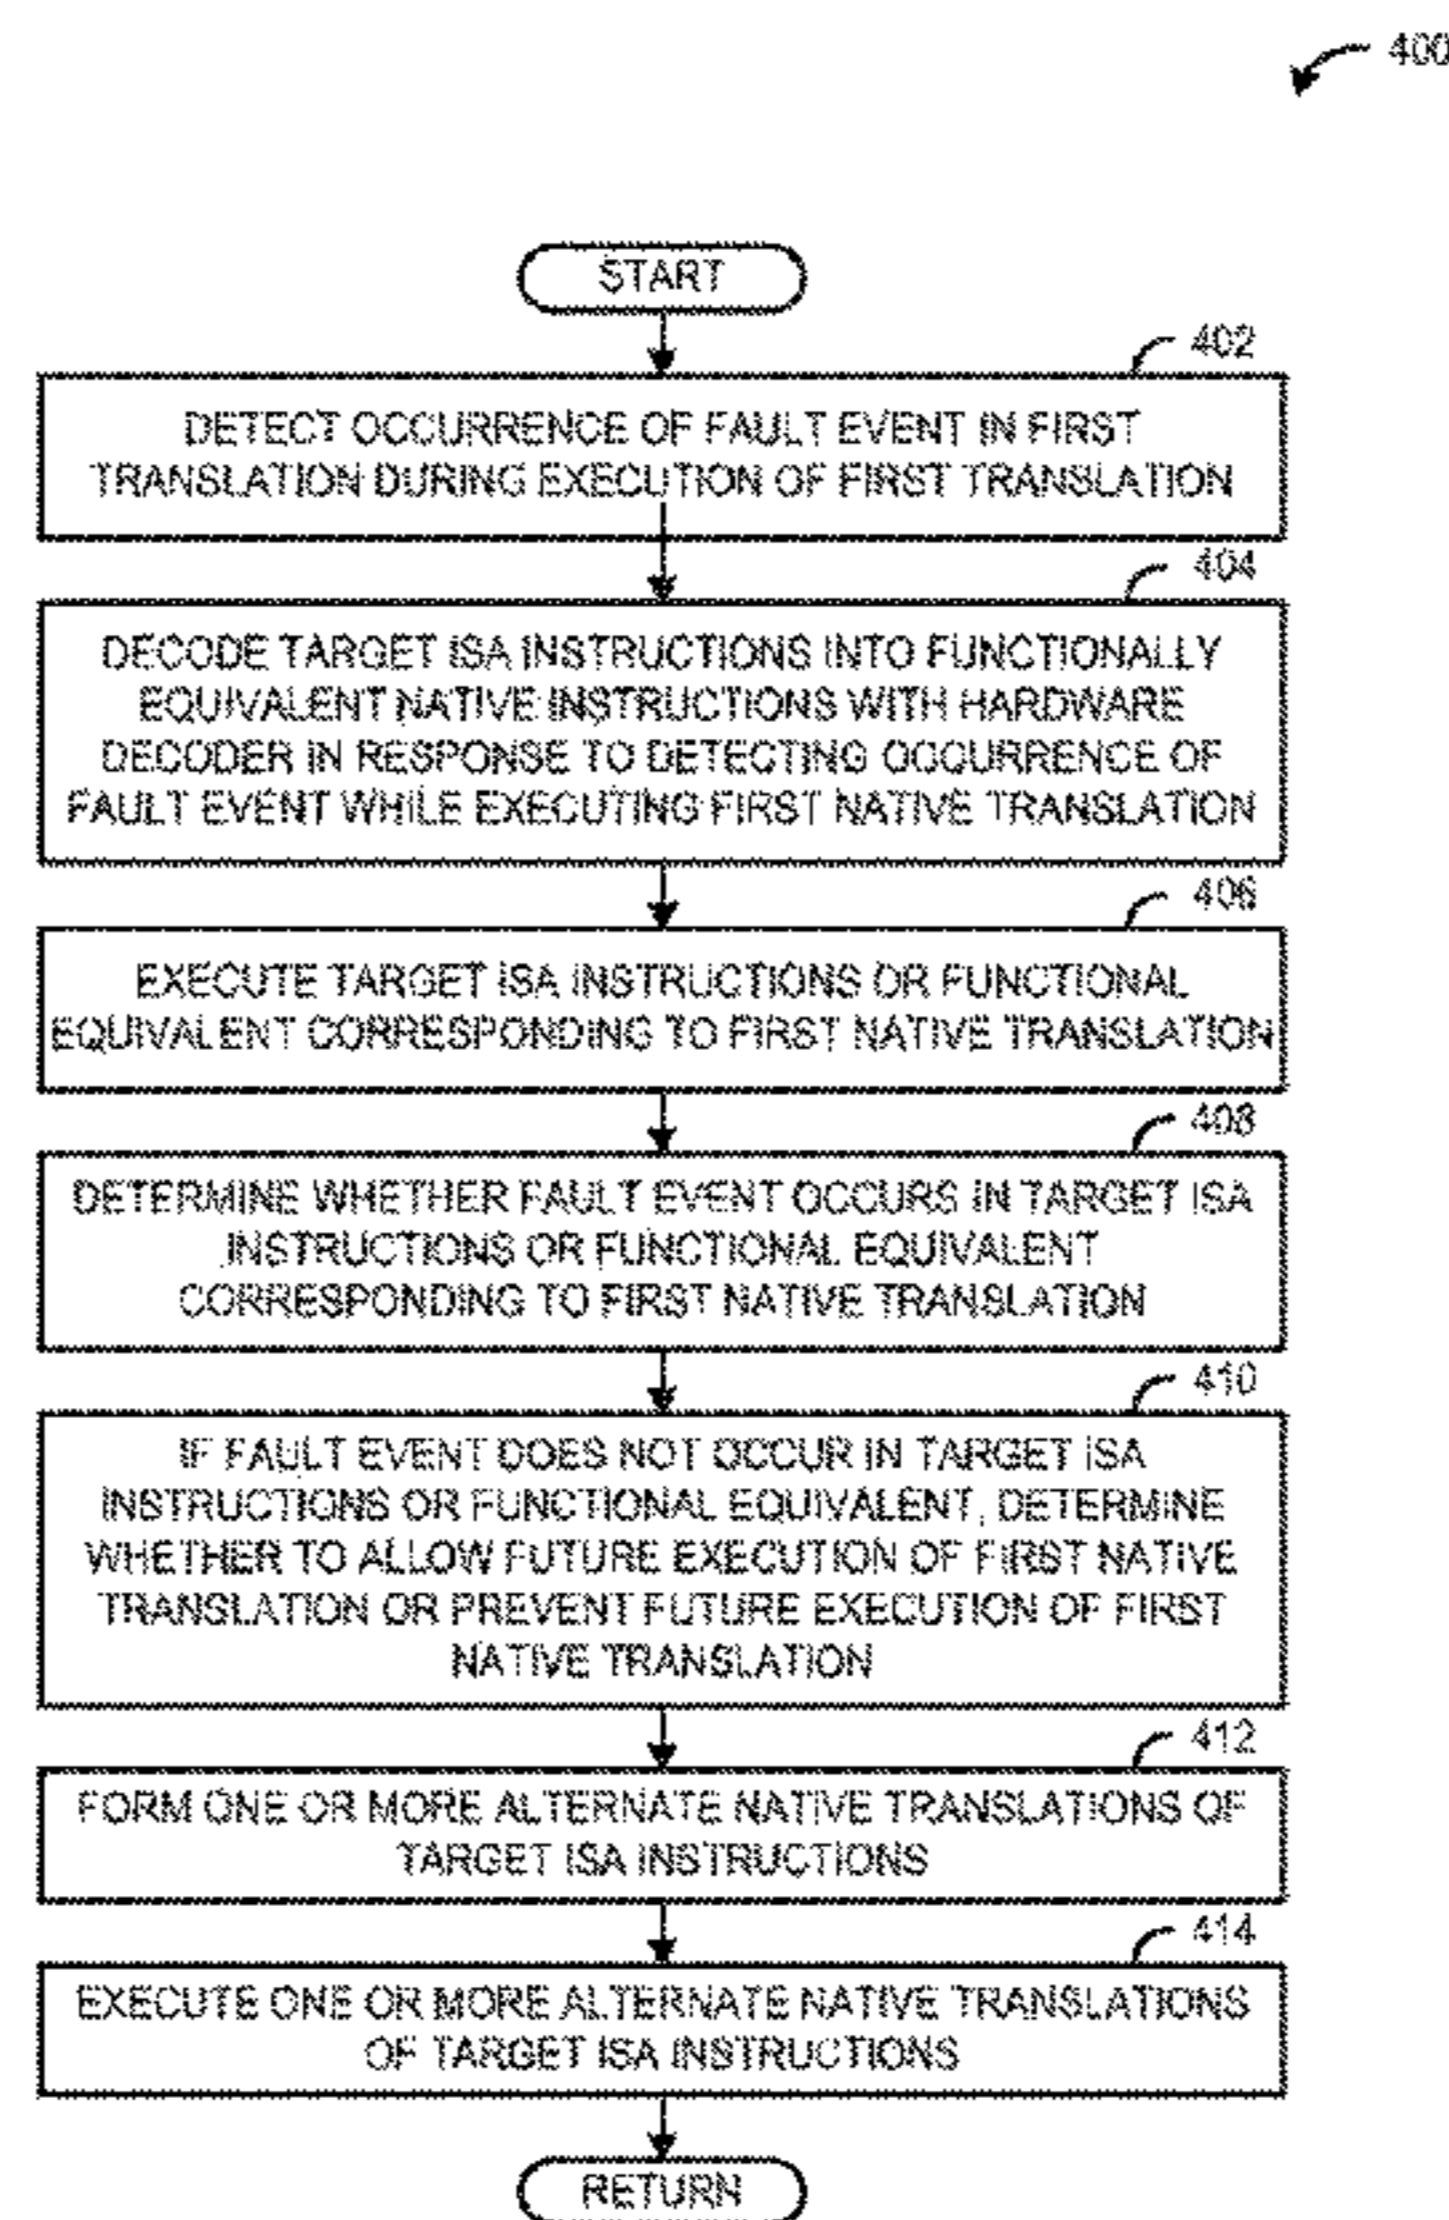 400
START
402
DETECT OCCURRENCE OF FAULT EVENT IN FIRST
TRANSLATION DURING EXECUTION OF FIRST TRANSLATION
404
DECODE TARGET ISA INSTRUCTIONS INTO FUNCTIONALLY
EQUIVALENT NATIVE INSTRUCTIONS WITH HARDWARE
DECODER IN RESPONSE TO DETECTING OCCURRENCE OF
FAULT EVENT WHILE EXECUTING FIRST NATIVE TRANSLATION
406
EXECUTE TARGET ISA INSTRUCTIONS OR FUNCTIONAL
EQUIVALENT CORRESPONDING TO FIRST NATIVE TRANSLATION
408
DETERMINE WHETHER FAULT EVENT OCCURS IN TARGET ISA
INSTRUCTIONS OR FUNCTIONAL EQUIVALENT
CORRESPONDING TO FIRST NATIVE TRANSLATION
410
IF FAULT EVENT DOES NOT OCCUR IN TARGET ISA
INSTRUCTIONS OR FUNCTIONAL EQUIVALENT, DETERMINE
WHETHER TO ALLOW FUTURE EXECUTION OF FIRST NATIVE
TRANSLATION OR PREVENT FUTURE EXECUTION OF FIRST
NATIVE TRANSLATION
412
FORM ONE OR MORE ALTERNATE NATIVE TRANSLATIONS OF
TARGET ISA INSTRUCTIONS
414
EXECUTE ONE OR MORE ALTERNATE NATIVE TRANSLATIONS
OF TARGET ISA INSTRUCTIONS
RETURN